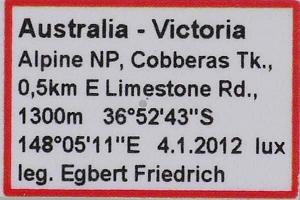 Australia - Victoria
Alpine NP, Cobberas Tk.,
0,5km E Limestone Rd.,
1300m 36°52'43"S
148°05'11"E 4.1.2012 lux
leg. Egbert Friedrich